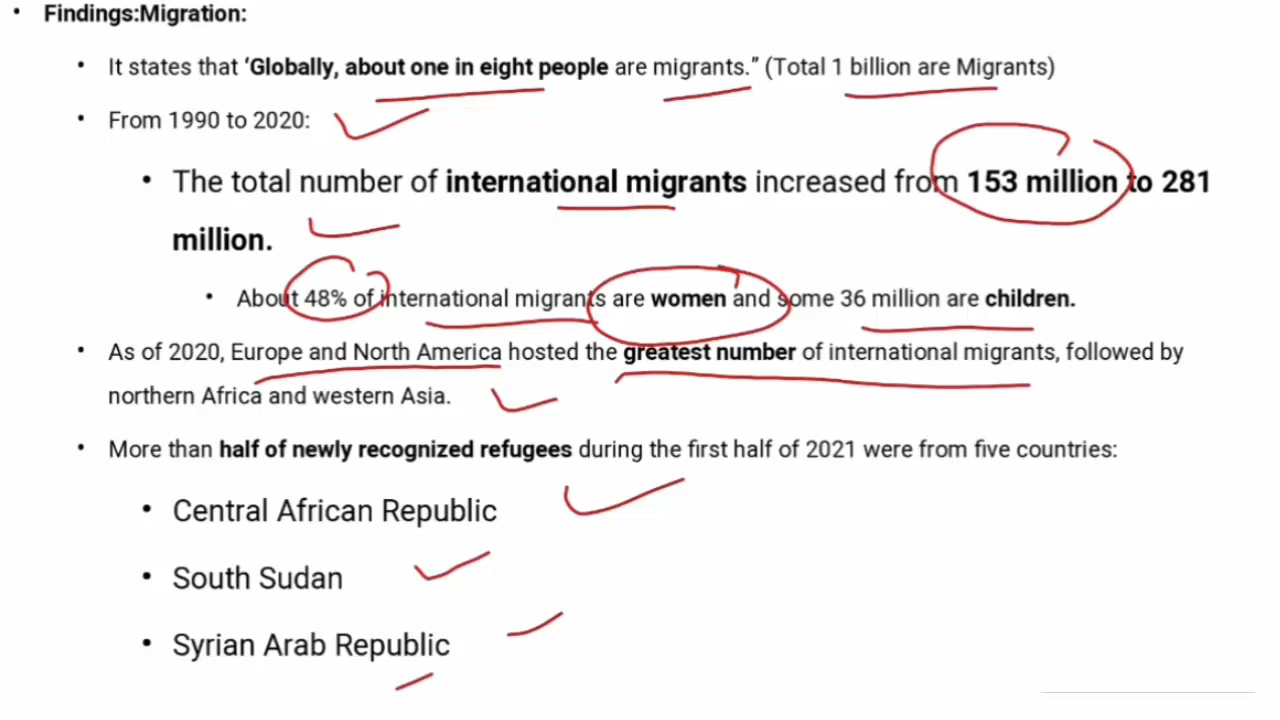 • Findings:Migration:
• It states that ‘Globally, about one in eight people are migrants.” (Total 1 billion are Migrants)
• From 1990 to 2020:
• The total number of international migrants increased from 153 million to 281
million.
• About 48% of international migrants are women and some 36 million are children.
• As of 2020, Europe and North America hosted the greatest number of international migrants, followed by
northern Africa and western Asia.
• More than half of newly recognized refugees during the first half of 2021 were from five countries:
• Central African Republic
• South Sudan
• Syrian Arab Republic